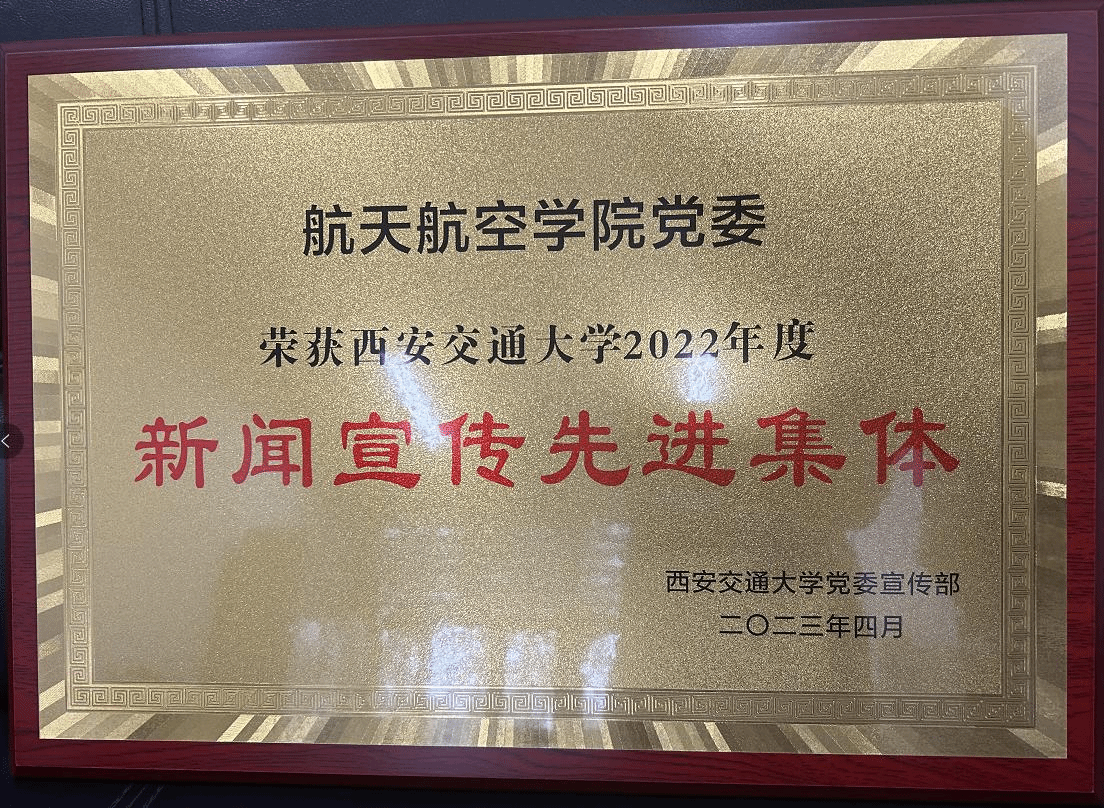 航天航空学院党委
荣获西安交通大学2022年度
新闻宣传先进集体
西安交通大学党委宣传部
二〇二三年四月